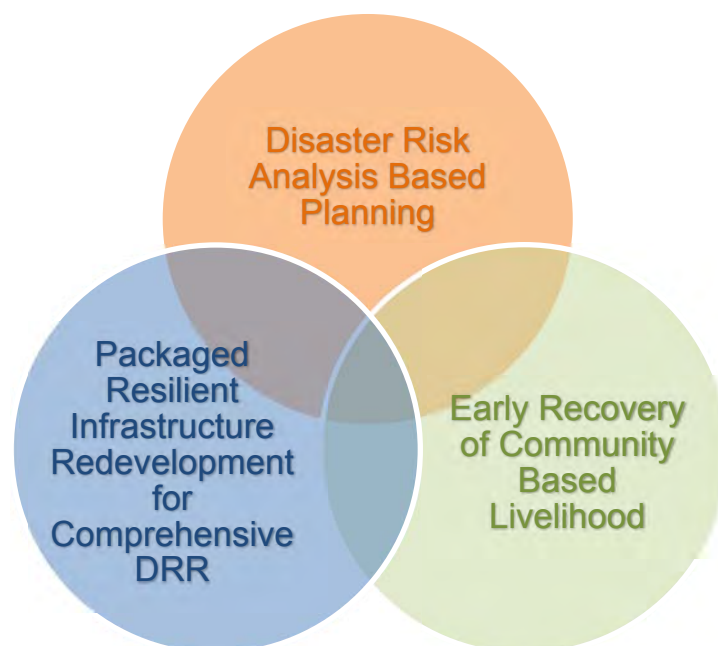 Disaster Risk
Analysis Based
Planning
Packaged
Resilient
Infrastructure
Redevelopment
for
Comprehensive
DRR
Early Recovery
of Community
Based
Livelihood